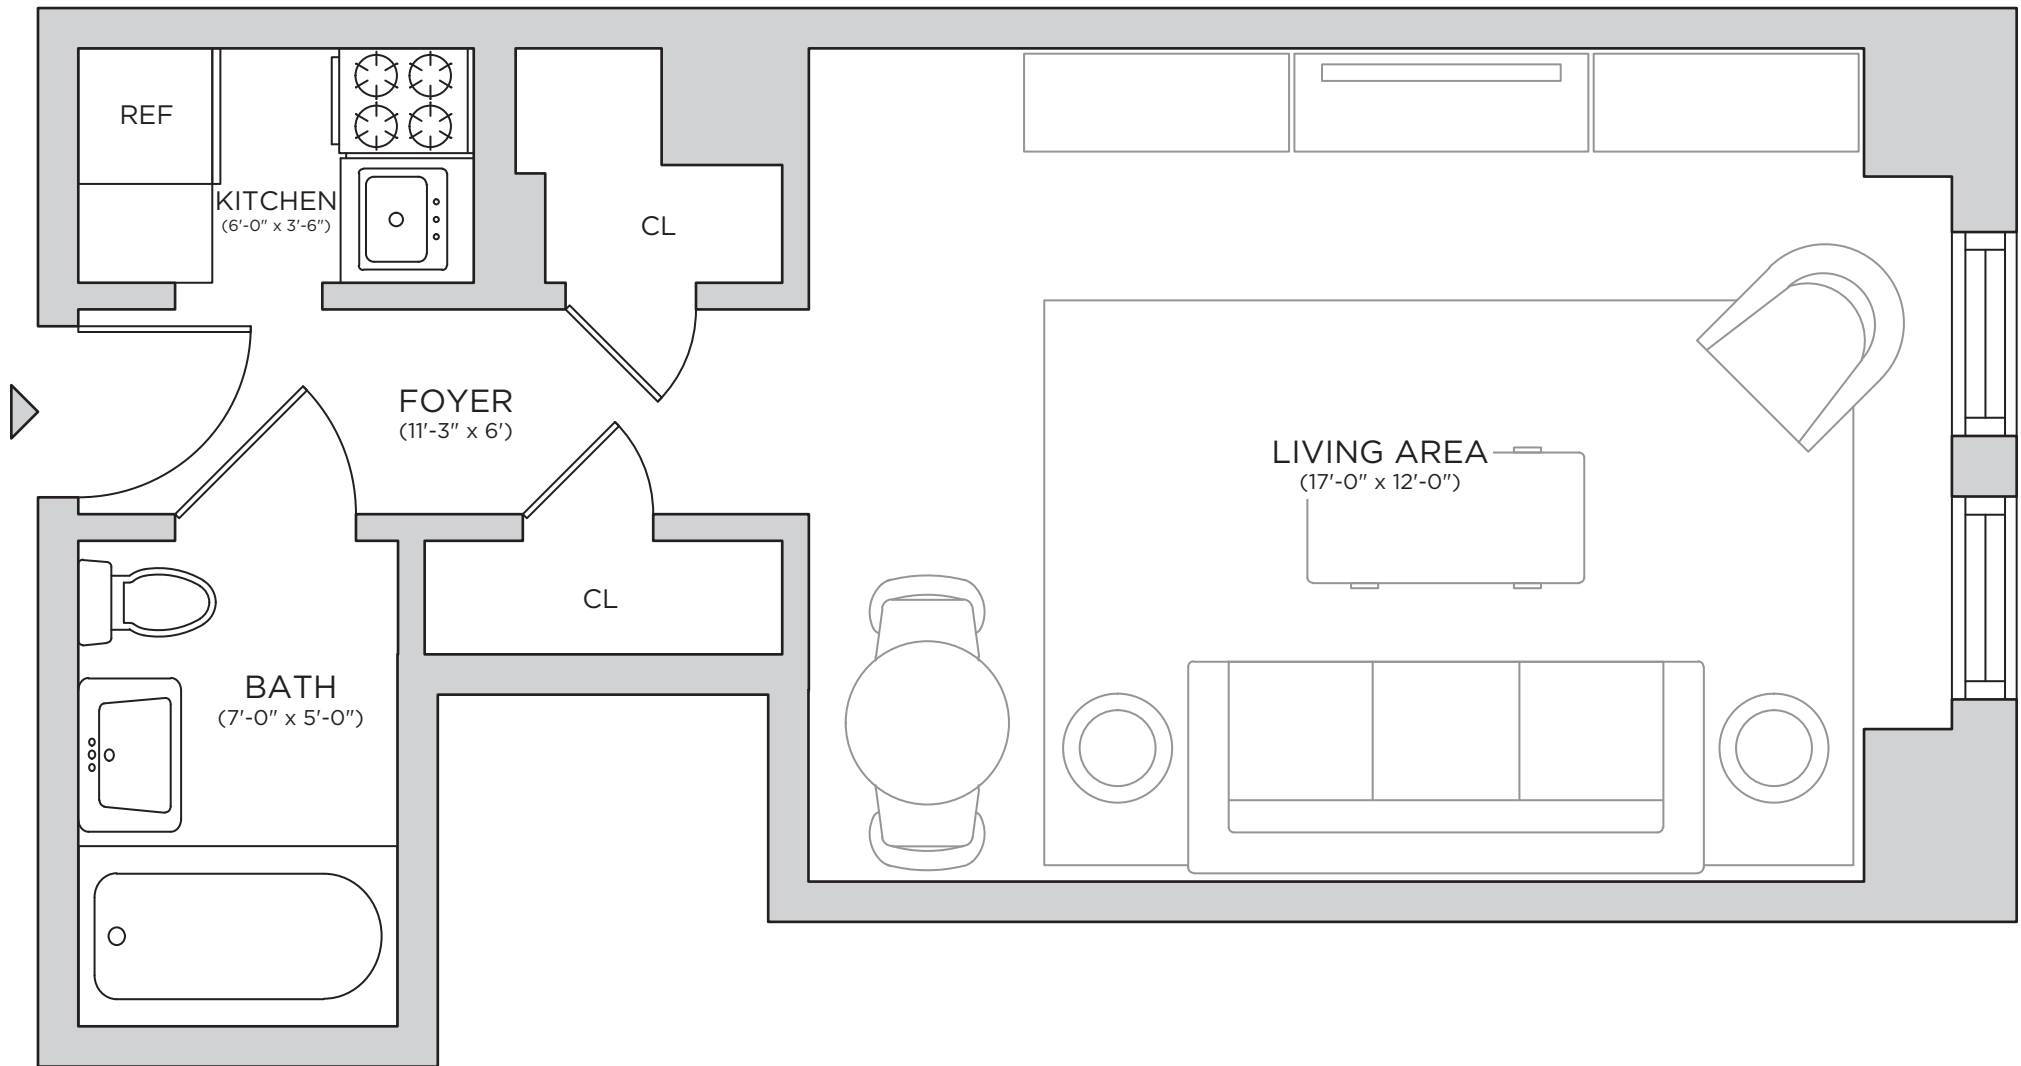 REF
KITCHEN
(6'-0" x 3'-6")
CL
FOYER
(11'-3" x 6')
LIVING AREA
(17'-0" x 12'-0")
CL
BATH
(7'-0" x 5'-0")